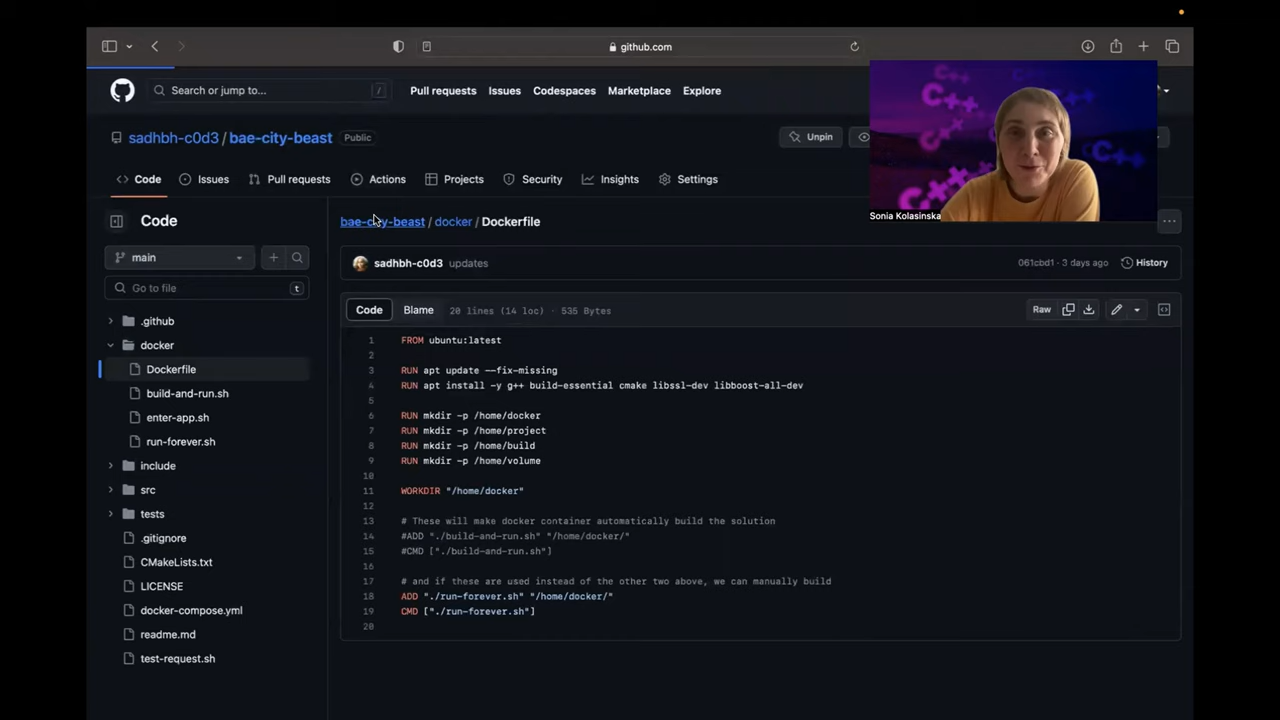 github.com
Search or jump to... /
Pull requests Issues Codespaces Marketplace Explore
sadhbh-c0d3 / bae-city-beast Public
Unpin
Code Issues Pull requests Actions Projects Security Insights Settings
C++
C++
C++
C++
Sonia Kolasinska
Code
main
Go to file t
.github
docker
Dockerfile
build-and-run.sh
enter-app.sh
run-forever.sh
include
src
tests
.gitignore
CMakeLists.txt
LICENSE
docker-compose.yml
readme.md
test-request.sh
bae-city-beast / docker / Dockerfile
sadhbh-c0d3 updates
061cbd1 · 3 days ago History
Code Blame 20 lines (14 loc) · 535 Bytes
Raw
1 FROM ubuntu:latest
2
3 RUN apt update --fix-missing
4 RUN apt install -y g++ build-essential cmake libssl-dev libboost-all-dev
5
6 RUN mkdir -p /home/docker
7 RUN mkdir -p /home/project
8 RUN mkdir -p /home/build
9 RUN mkdir -p /home/volume
10
11 WORKDIR "/home/docker"
12
13 # These will make docker container automatically build the solution
14 #ADD "./build-and-run.sh" "/home/docker/"
15 #CMD ["./build-and-run.sh"]
16
17 # and if these are used instead of the other two above, we can manually build
18 ADD "./run-forever.sh" "/home/docker/"
19 CMD ["./run-forever.sh"]
20